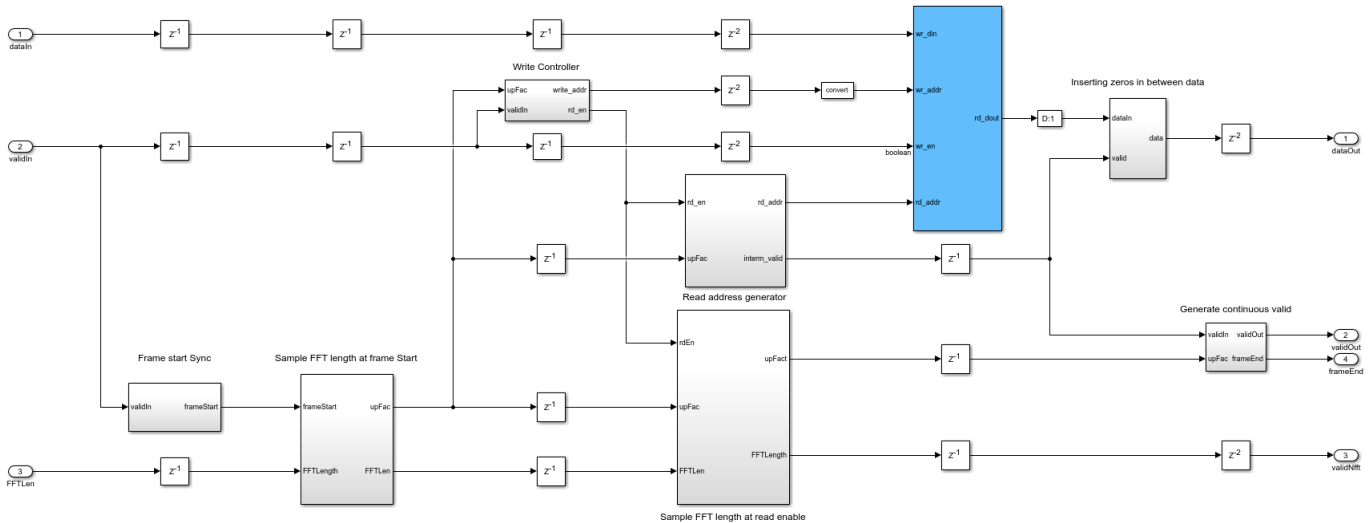 1
dataIn
z-1
z-1
z-1
z-2
wr_din
Write Controller
upFac
write_addr
validIn
rd_en
z-2
convert
wr_addr
Inserting zeros in between data
rd_dout
D:1
dataIn
valid
data
z-2
1
dataOut
2
validIn
z-1
z-1
z-1
z-2
boolean
wr_en
rd_en
rd_addr
rd_addr
z-1
upFac
interm_valid
z-1
Read address generator
Generate continuous valid
validIn
validOut
upFac
frameEnd
2
validOut
4
frameEnd
Frame start Sync
Sample FFT length at frame Start
rdEn
upFact
z-1
validIn
frameStart
frameStart
upFac
z-1
upFac
3
FFTLen
z-1
FFTLength
FFTLen
z-1
FFTLen
FFTLength
z-1
z-2
3
validNfft
Sample FFT length at read enable